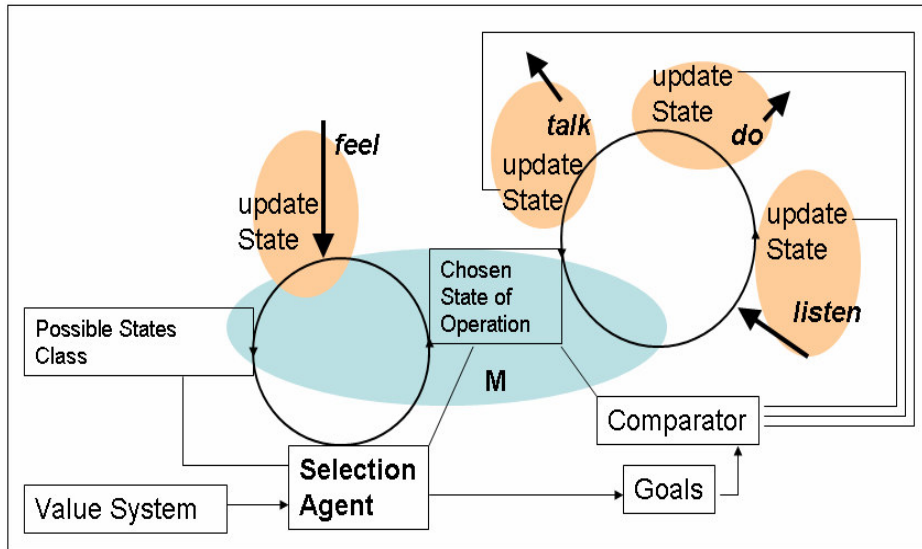 update
State
do
talk
update
State
feel
update
State
update
State
listen
Chosen
State of
Operation
Possible States
Class
M
Comparator
Selection
Agent
Goals
Value System